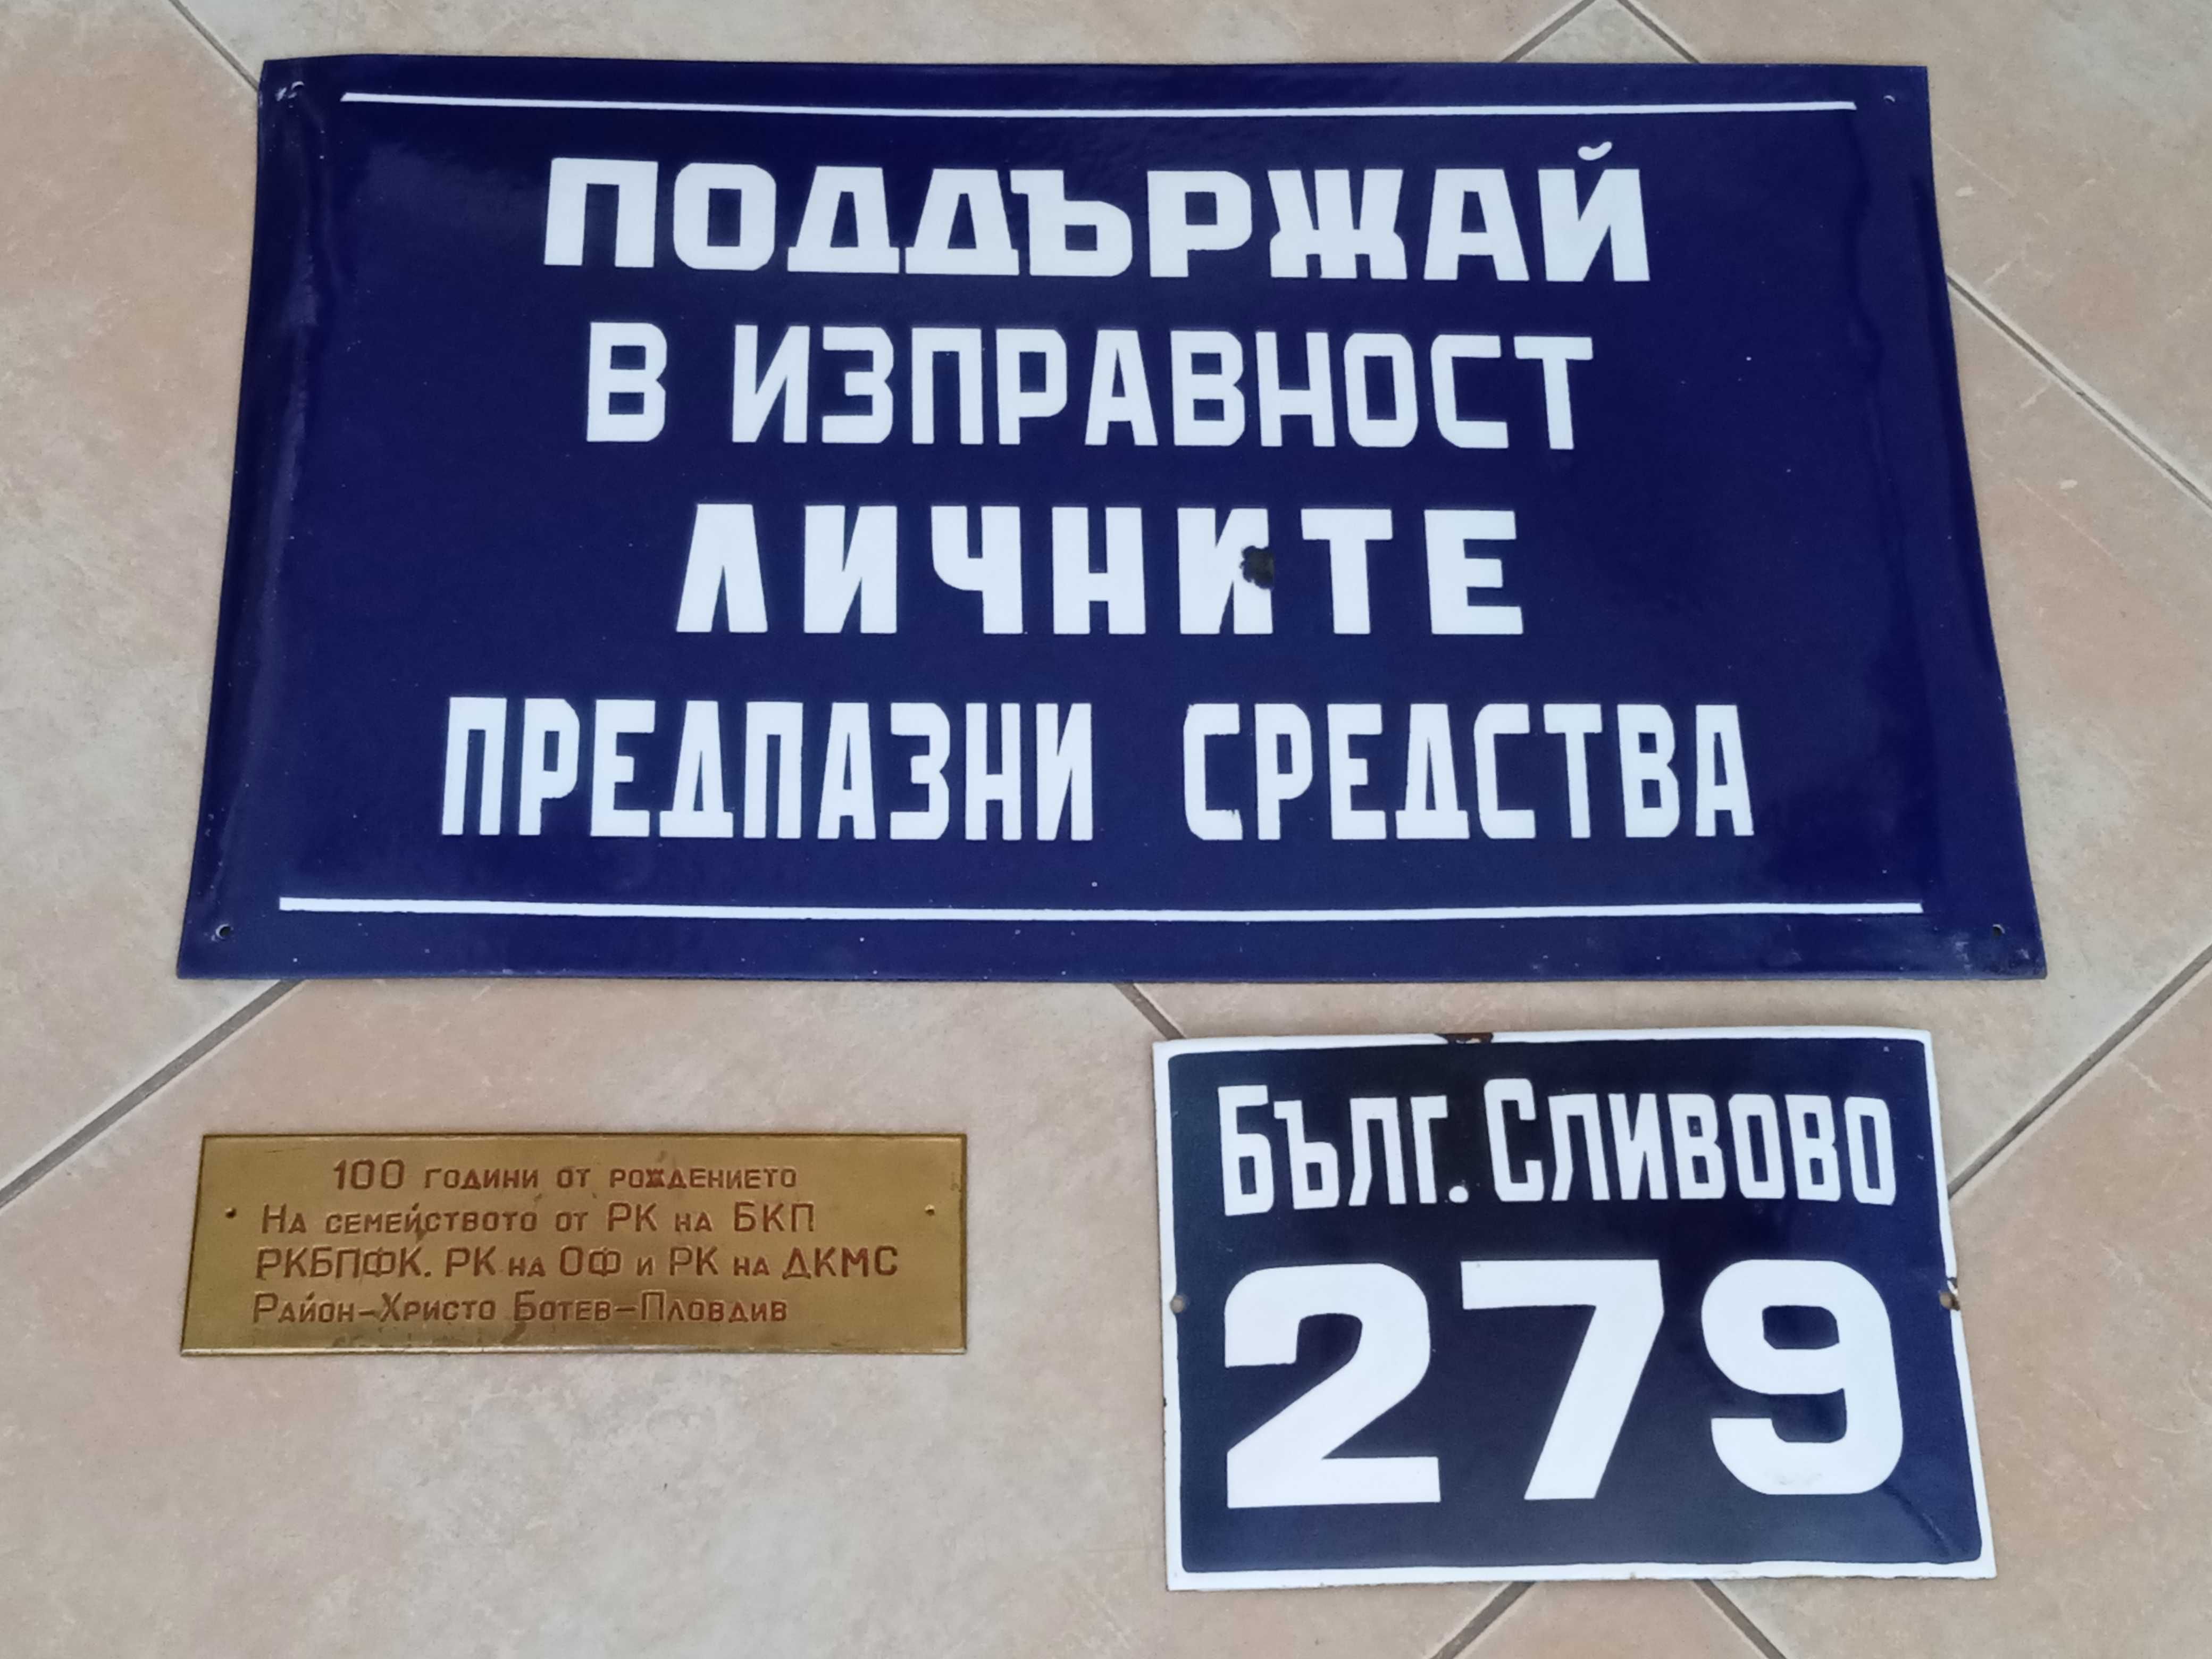 ПОДДЪРЖАЙ
В ИЗПРАВНОСТ
ЛИЧНИТЕ
ПРЕДПАЗНИ СРЕДСТВА
100 ГОДИНИ ОТ РОЖДЕНИЕТО
НА СЕМЕЙСТВОТО ОТ РК НА БКП
РКБПФК. РК НА ОФ И РК НА ДКМС
РАЙОН-ХРИСТО БОТЕВ-ПЛОВДИВ
БЪЛГ. СЛИВОВО
279